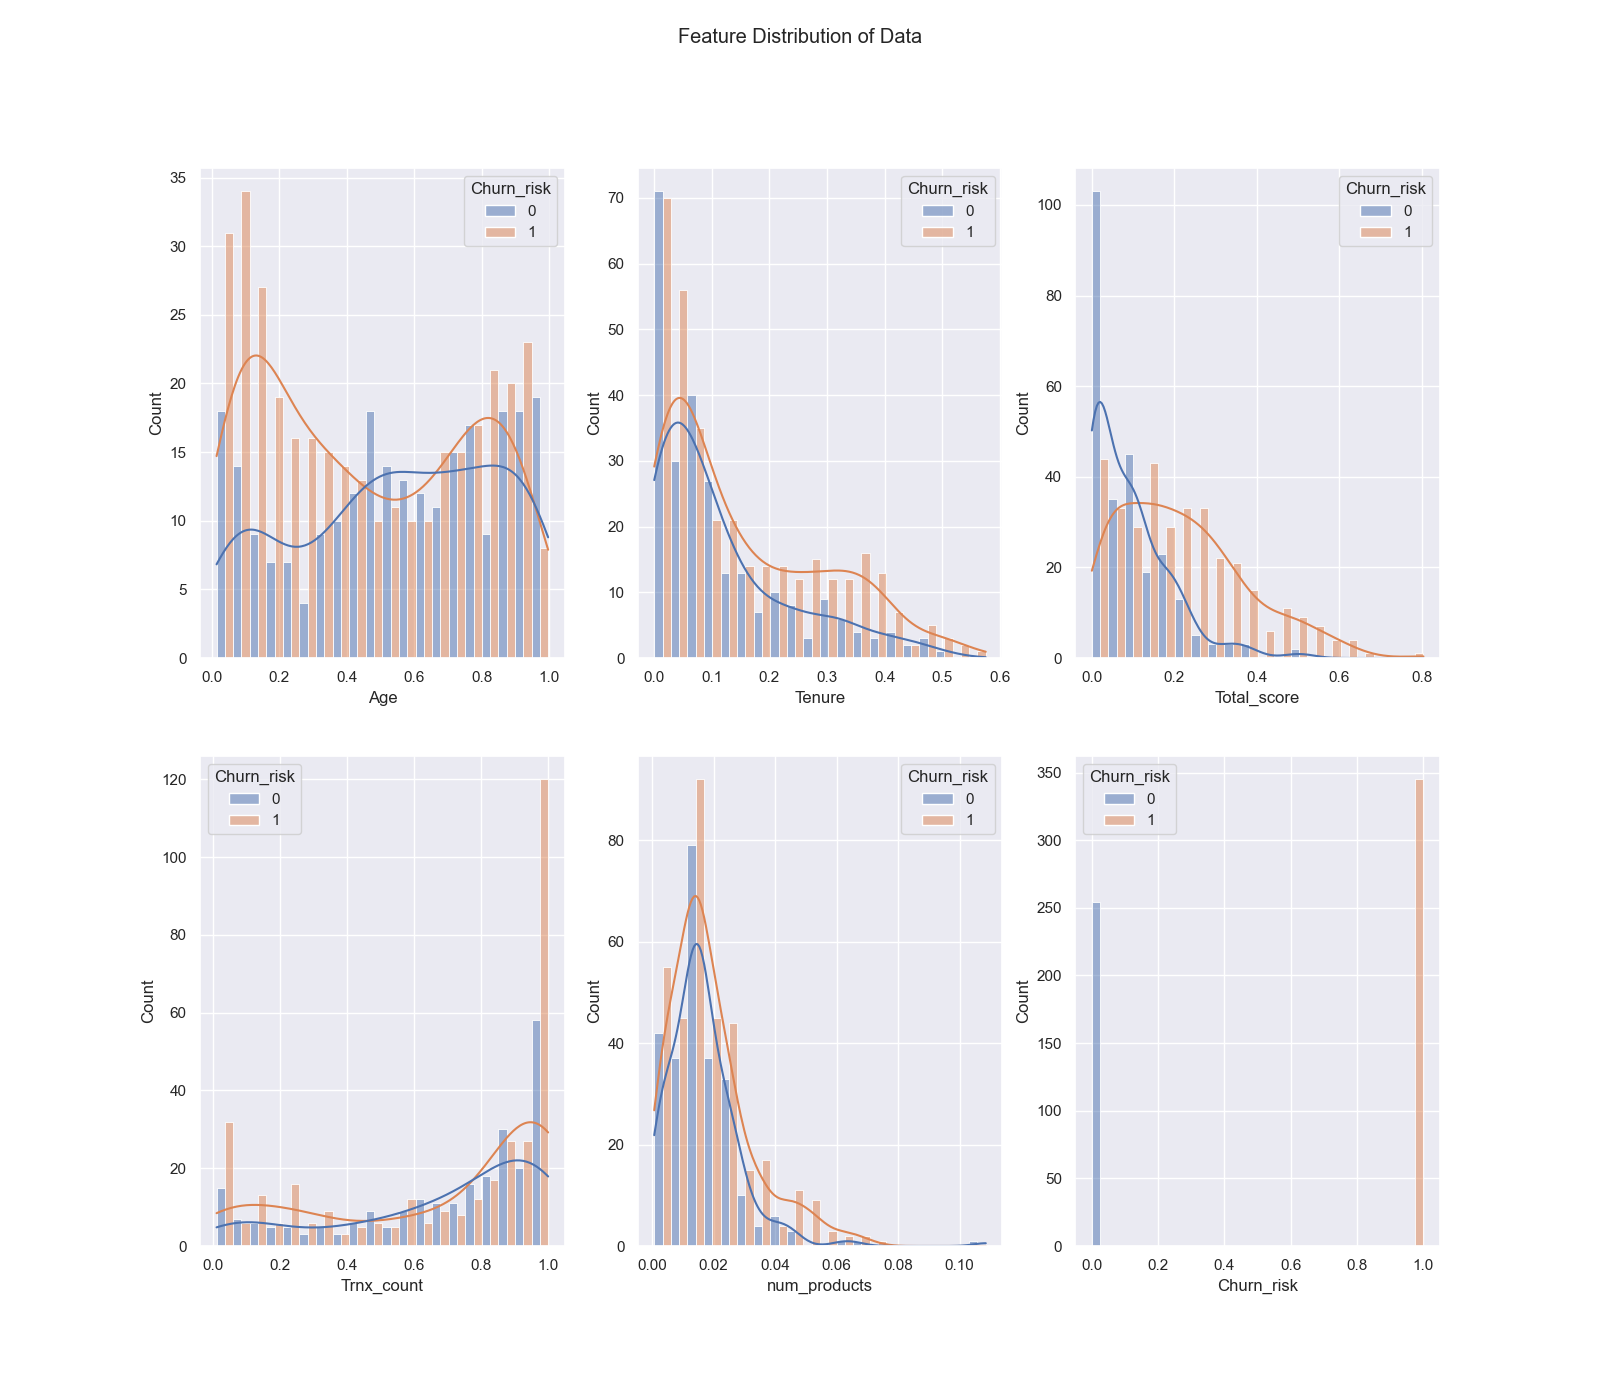 Feature Distribution of Data
Churn_risk
0
1
35
30
25
20
15
10
5
0
Count
0.0 0.2 0.4 0.6 0.8 1.0
Age
Churn_risk
0
1
70
60
50
40
30
20
10
0
Count
0.0 0.1 0.2 0.3 0.4 0.5 0.6
Tenure
Churn_risk
0
1
100
80
60
40
20
0
Count
0.0 0.2 0.4 0.6 0.8
Total_score
Churn_risk
0
1
120
100
80
60
40
20
0
Count
0.0 0.2 0.4 0.6 0.8 1.0
Trnx_count
Churn_risk
0
1
80
60
40
20
0
Count
0.00 0.02 0.04 0.06 0.08 0.10
num_products
Churn_risk
0
1
350
300
250
200
150
100
50
0
Count
0.0 0.2 0.4 0.6 0.8 1.0
Churn_risk